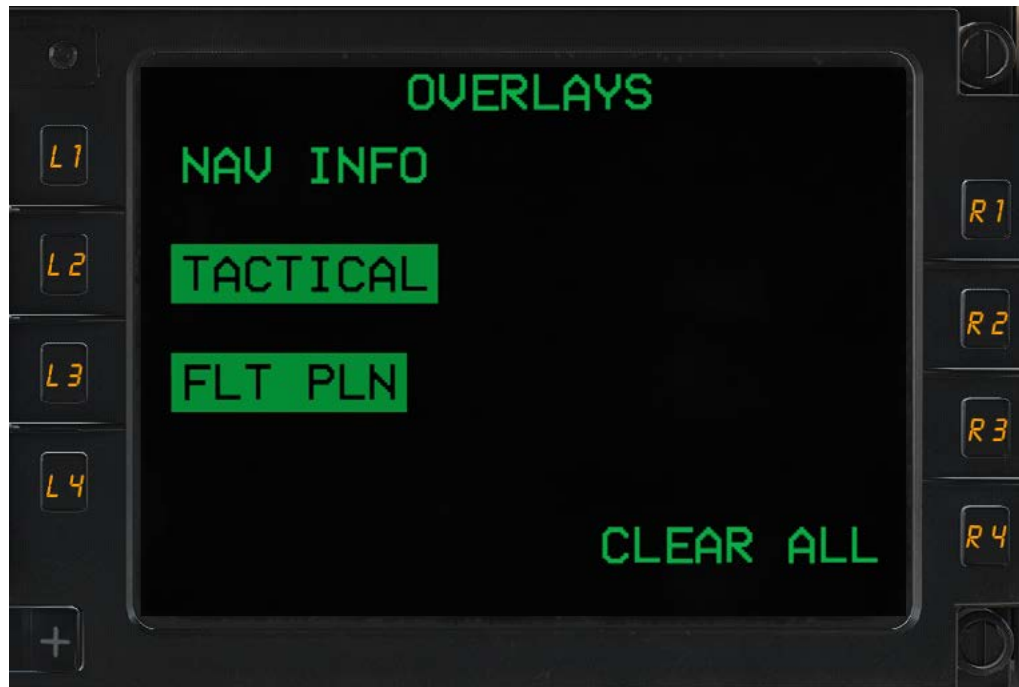 OVERLAYS
L1
NAV INFO
R1
L2
TACTICAL
R2
L3
FLT PLN
R3
L4
CLEAR ALL
R4
+